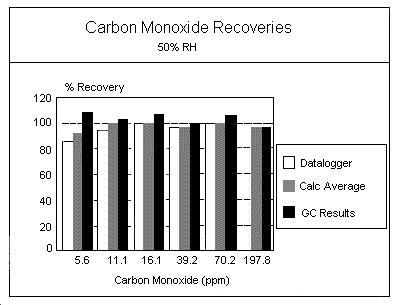 Carbon Monoxide Recoveries
50% RH
% Recovery
120
100
80
60
40
20
0
5.6 11.1 16.1 39.2 70.2 197.8
Carbon Monoxide (ppm)
Datalogger
Calc Average
GC Results